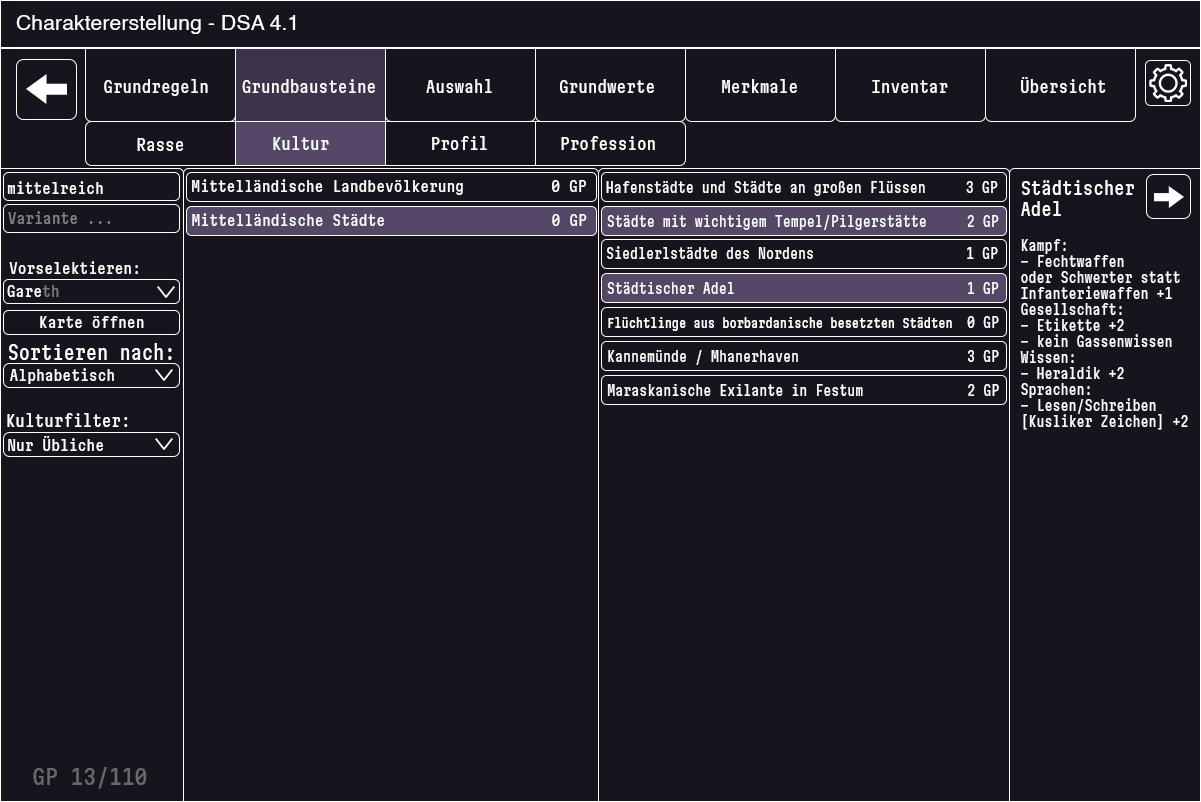 Charaktererstellung - DSA 4.1
Grundregeln
Grundbausteine
Auswahl
Grundwerte
Merkmale
Inventar
Übersicht
Rasse
Kultur
Profil
Profession
mittelreich
Variante ...
Vorselektieren:
Gareth
Karte öffnen
Sortieren nach:
Alphabetisch
Kulturfilter:
Nur Übliche
GP 13/110
Mittelländische Landbevölkerung 0 GP
Mittelländische Städte 0 GP
Hafenstädte und Städte an großen Flüssen 3 GP
Städte mit wichtigem Tempel/Pilgerstätte 2 GP
Siedlerlstädte des Nordens 1 GP
Städtischer Adel 1 GP
Flüchtlinge aus borbardanische besetzten Städten 0 GP
Kannemünde / Mhanerhaven 3 GP
Maraskanische Exilante in Festum 2 GP
Städtischer
Adel
Kampf:
- Fechtwaffen
oder Schwerter statt
Infanteriewaffen +1
Gesellschaft:
- Etikette +2
- kein Gassenwissen
Wissen:
- Heraldik +2
Sprachen:
- Lesen/Schreiben
[Kusliker Zeichen] +2